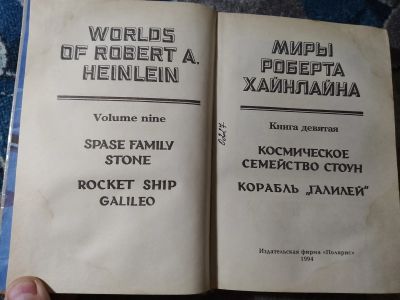 WORLDS
OF ROBERT A.
HEINLEIN
Volume nine
SPASE FAMILY
STONE
ROCKET SHIP
GALILEO
МИРЫ
РОБЕРТА
ХАЙНЛАЙНА
Книга девятая
КОСМИЧЕСКОЕ
СЕМЕЙСТВО СТОУН
КОРАБЛЬ „ГАЛИЛЕЙ"
Издательская фирма «Полярис»
1994